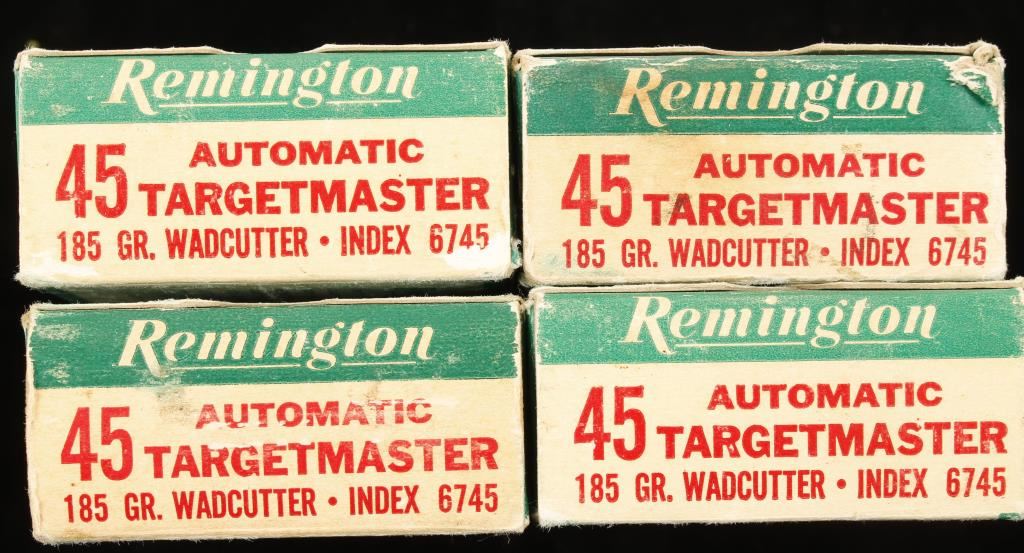 Remington
45 AUTOMATIC
TARGETMASTER
185 GR. WADCUTTER • INDEX 6745
Remington
45 AUTOMATIC
TARGETMASTER
185 GR. WADCUTTER • INDEX 6745
Remington
45 AUTOMATIC
TARGETMASTER
185 GR. WADCUTTER • INDEX 6745
Remington
45 AUTOMATIC
TARGETMASTER
185 GR. WADCUTTER • INDEX 6745